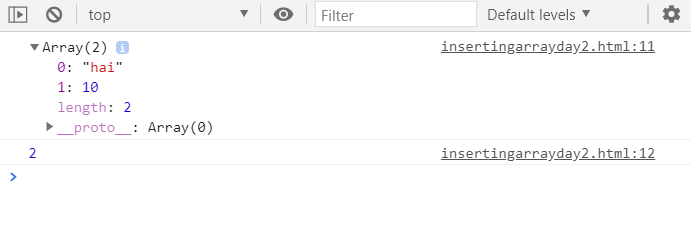 top Filter Default levels
Array(2) i insertingarrayday2.html:11
0: "hai"
1: 10
length: 2
__proto__: Array(0)
2 insertingarrayday2.html:12